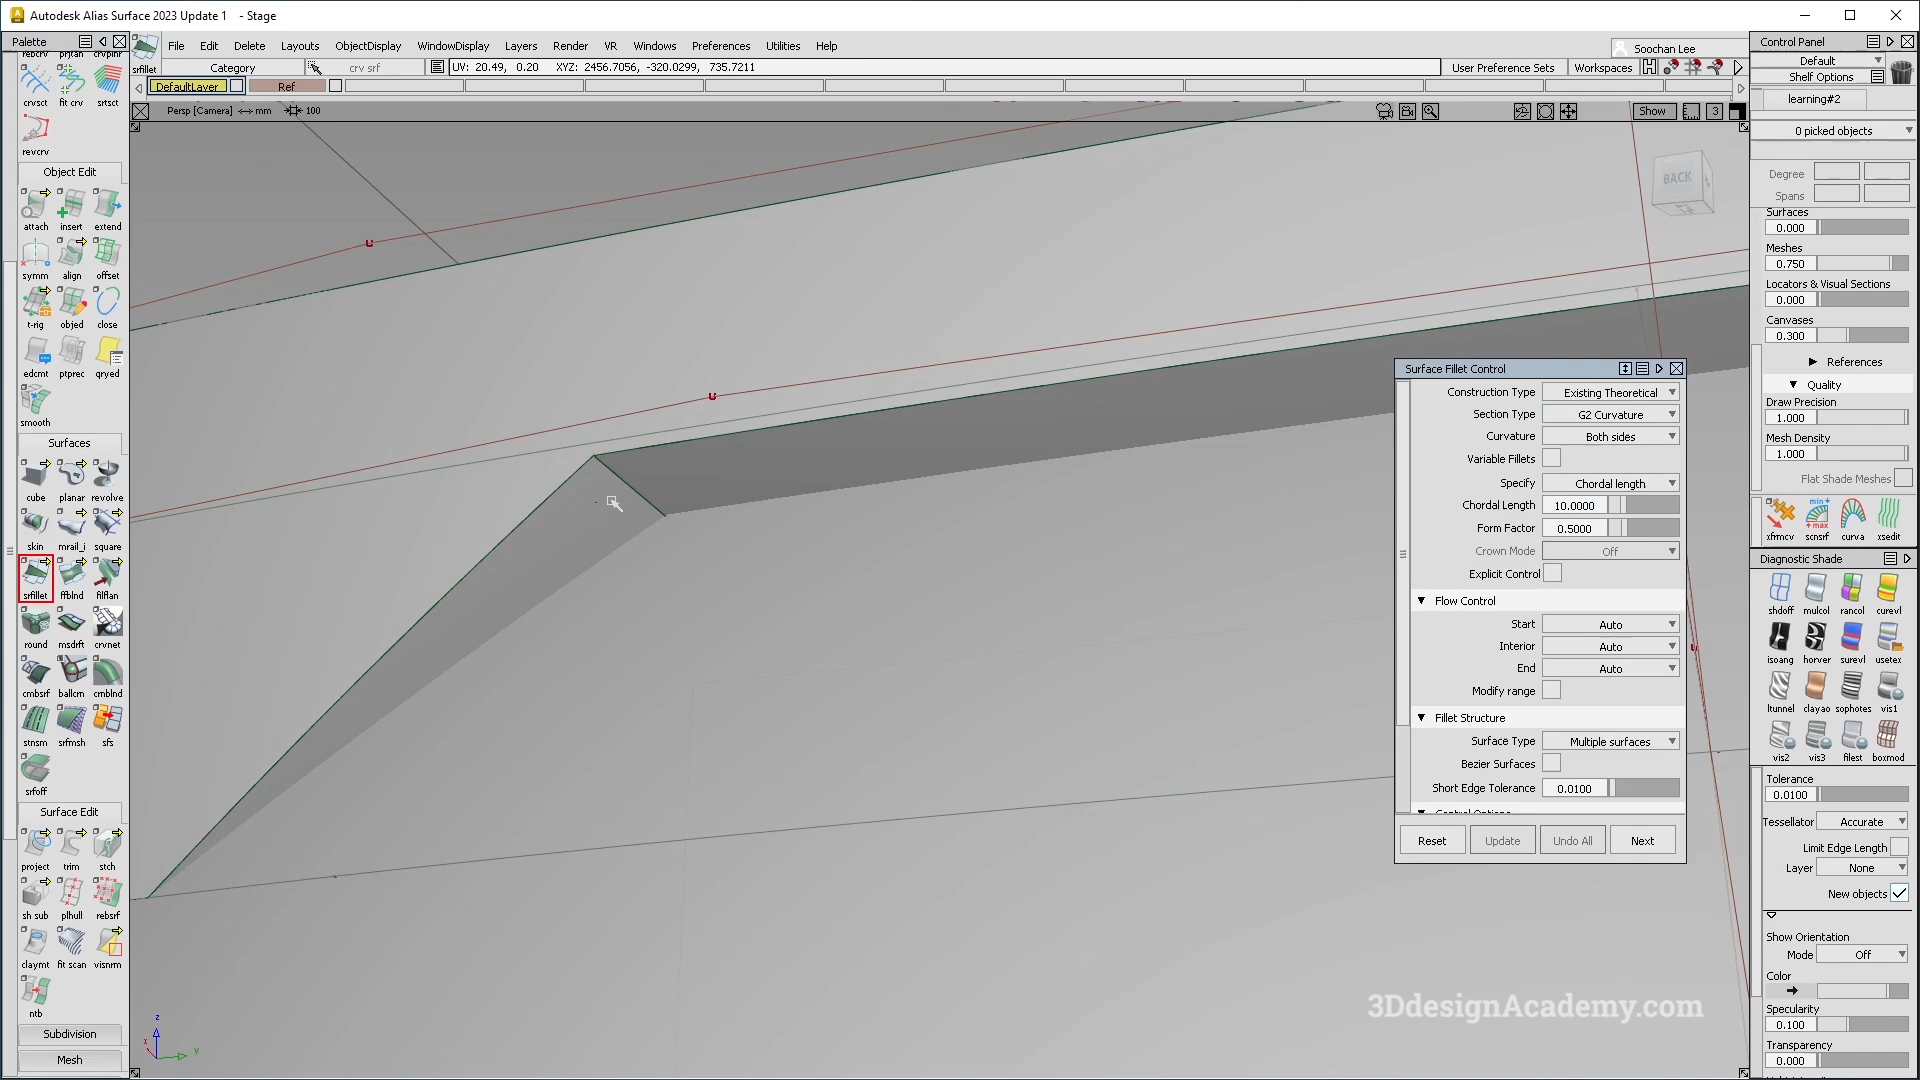 Autodesk Alias Surface 2023 Update 1 - Stage
Palette
srfillet
File Edit Delete Layouts ObjectDisplay WindowDisplay Layers Render VR Windows Preferences Utilities Help
Soochan Lee
Category
crv srf
UV: 20.49, 0.20 XYZ: 2456.7056, -320.0299, 735.7211
User Preference Sets
Workspaces
DefaultLayer
Ref
Persp [Camera] mm 100
Show
3
crvsct fit crv srtsct
revcrv
Object Edit
attach insert extend
symm align offset
t-rig objed close
edcmt ptprec qryed
smooth
Surfaces
cube planar revolve
skin mrail_i square
srfillet ffblnd filflan
round msdrft crvnet
cmbsrf ballcrn cmblnd
stnsm srfmsh sfs
srfoff
Surface Edit
project trim stch
sh sub plhull rebsrf
claymt fit scan visnrm
ntb
Subdivision
Mesh
BACK
U
U
U
z
x
y
Surface Fillet Control
Construction Type Existing Theoretical
Section Type G2 Curvature
Curvature Both sides
Variable Fillets
Specify Chordal length
Chordal Length 10.0000
Form Factor 0.5000
Crown Mode Off
Explicit Control
Flow Control
Start Auto
Interior Auto
End Auto
Modify range
Fillet Structure
Surface Type Multiple surfaces
Bezier Surfaces
Short Edge Tolerance 0.0100
Control Options
Reset Update Undo All Next
3DdesignAcademy.com
Control Panel
Default
Shelf Options
learning#2
0 picked objects
Degree
Spans
Surfaces
0.000
Meshes
0.750
Locators & Visual Sections
0.000
Canvases
0.300
References
Quality
Draw Precision
1.000
Mesh Density
1.000
Flat Shade Meshes
xfrmcv scnsrf curva xsedit
Diagnostic Shade
shdoff mulcol rancol curevl
isoang horver surevl usetex
ltunnel clayao sophotes vis1
vis2 vis3 filest boxmod
Tolerance
0.0100
Tessellator Accurate
Limit Edge Length
Layer None
New objects
Show Orientation
Mode Off
Color
Specularity
0.100
Transparency
0.000